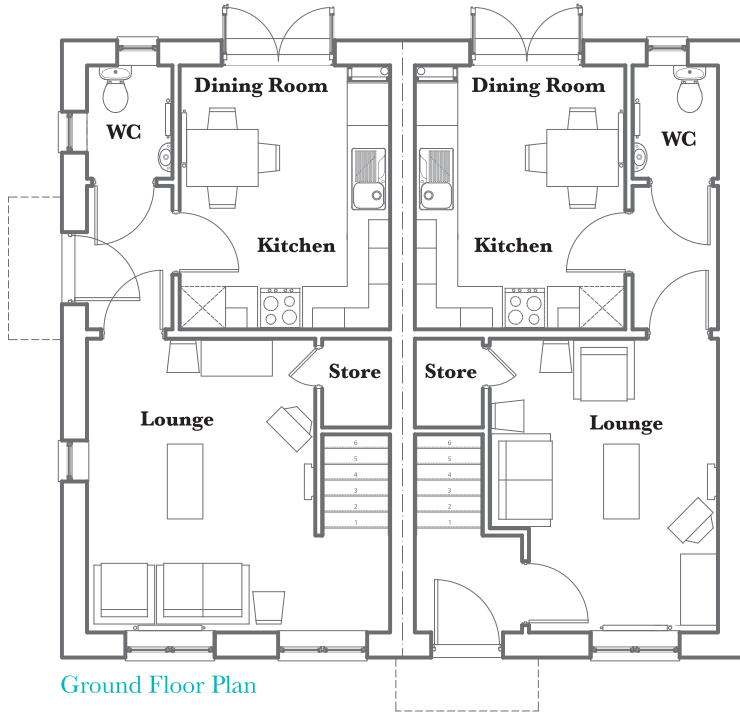 Dining Room
Dining Room
WC
WC
Kitchen
Kitchen
Store
Store
Lounge
Lounge
6
5
4
3
2
1
6
5
4
3
2
1
Ground Floor Plan